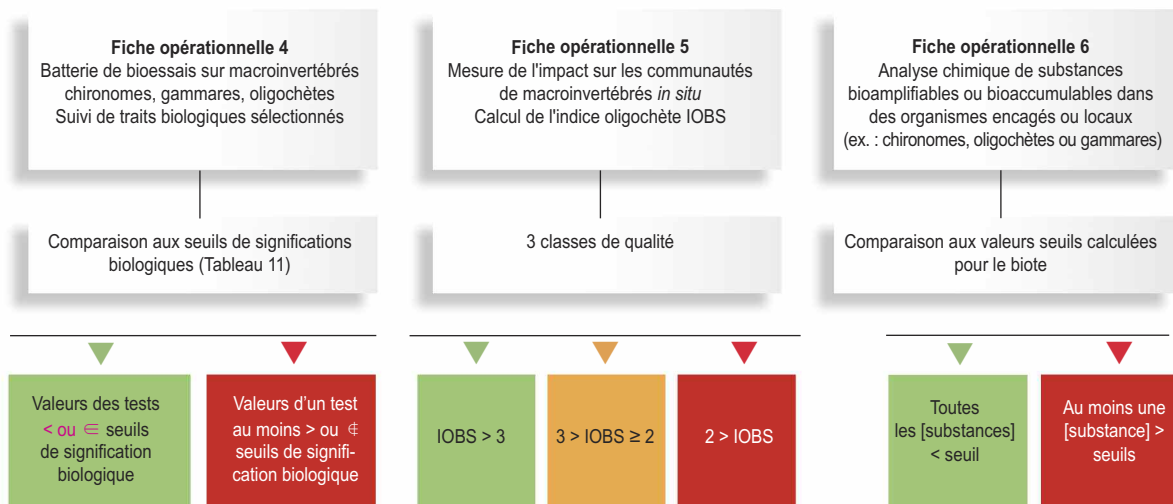 Fiche opérationnelle 4
Batterie de bioessais sur macroinvertébrés
chironomes, gammares, oligochètes
Suivi de traits biologiques sélectionnés
Fiche opérationnelle 5
Mesure de l'impact sur les communautés
de macroinvertébrés in situ
Calcul de l'indice oligochète IOBS
Fiche opérationnelle 6
Analyse chimique de substances
bioamplifiables ou bioaccumulables dans
des organismes encagés ou locaux
(ex. : chironomes, oligochètes ou gammares)
Comparaison aux seuils de significations
biologiques (Tableau 11)
3 classes de qualité
Comparaison aux valeurs seuils calculées
pour le biote
Valeurs des tests
< ou ∈ seuils
de signification
biologique
Valeurs d’un test
au moins > ou ∉
seuils de signifi-
cation biologique
IOBS > 3
3 > IOBS ≥ 2
2 > IOBS
Toutes
les [substances]
< seuil
Au moins une
[substance] >
seuils